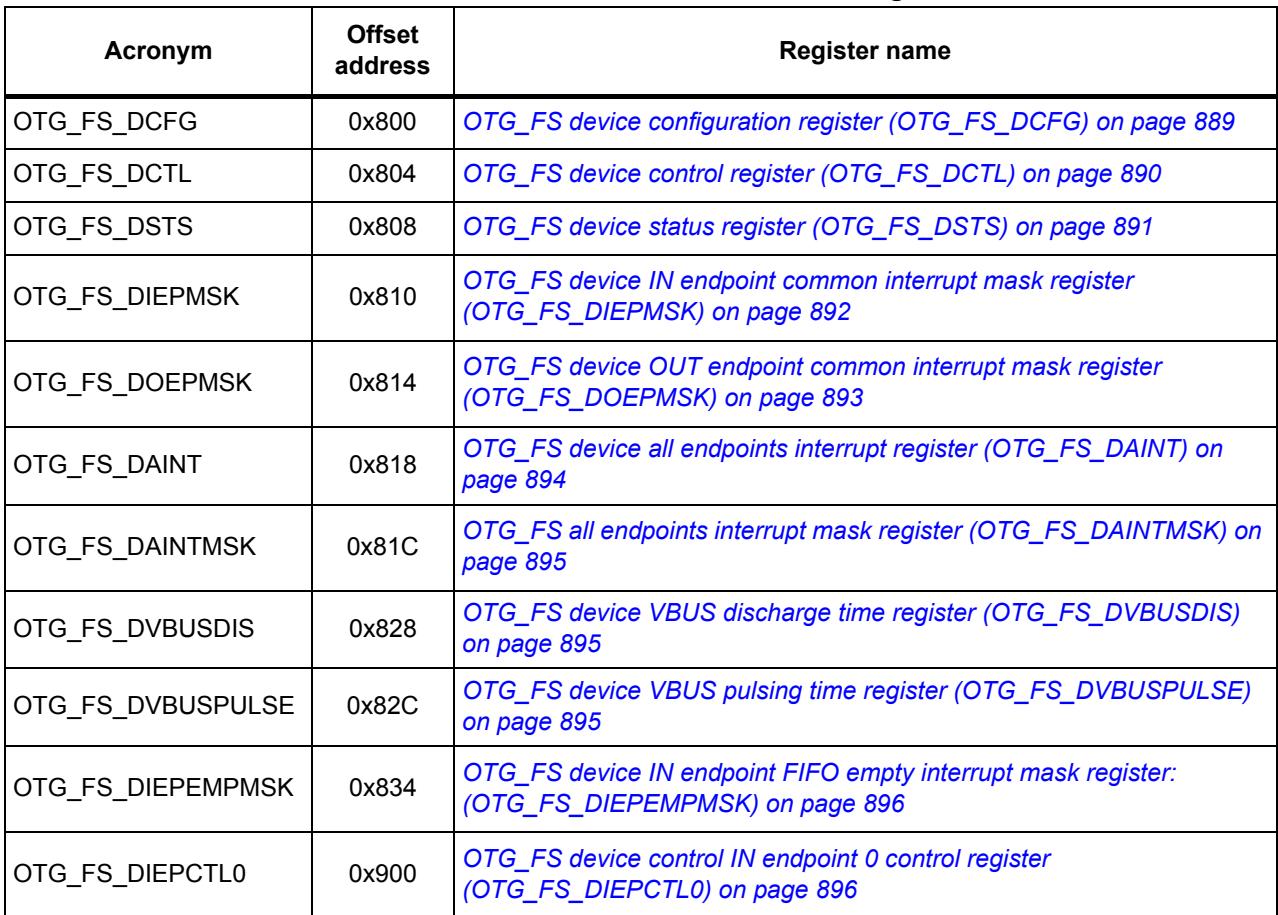 Acronym
Offset
address
Register name
OTG_FS_DCFG
0x800
OTG_FS device configuration register (OTG_FS_DCFG) on page 889
OTG_FS_DCTL
0x804
OTG_FS device control register (OTG_FS_DCTL) on page 890
OTG_FS_DSTS
0x808
OTG_FS device status register (OTG_FS_DSTS) on page 891
OTG_FS_DIEPMSK
0x810
OTG_FS device IN endpoint common interrupt mask register
(OTG_FS_DIEPMSK) on page 892
OTG_FS_DOEPMSK
0x814
OTG_FS device OUT endpoint common interrupt mask register
(OTG_FS_DOEPMSK) on page 893
OTG_FS_DAINT
0x818
OTG_FS device all endpoints interrupt register (OTG_FS_DAINT) on
page 894
OTG_FS_DAINTMSK
0x81C
OTG_FS all endpoints interrupt mask register (OTG_FS_DAINTMSK) on
page 895
OTG_FS_DVBUSDIS
0x828
OTG_FS device VBUS discharge time register (OTG_FS_DVBUSDIS)
on page 895
OTG_FS_DVBUSPULSE
0x82C
OTG_FS device VBUS pulsing time register (OTG_FS_DVBUSPULSE)
on page 895
OTG_FS_DIEPEMPMSK
0x834
OTG_FS device IN endpoint FIFO empty interrupt mask register:
(OTG_FS_DIEPEMPMSK) on page 896
OTG_FS_DIEPCTL0
0x900
OTG_FS device control IN endpoint 0 control register
(OTG_FS_DIEPCTL0) on page 896